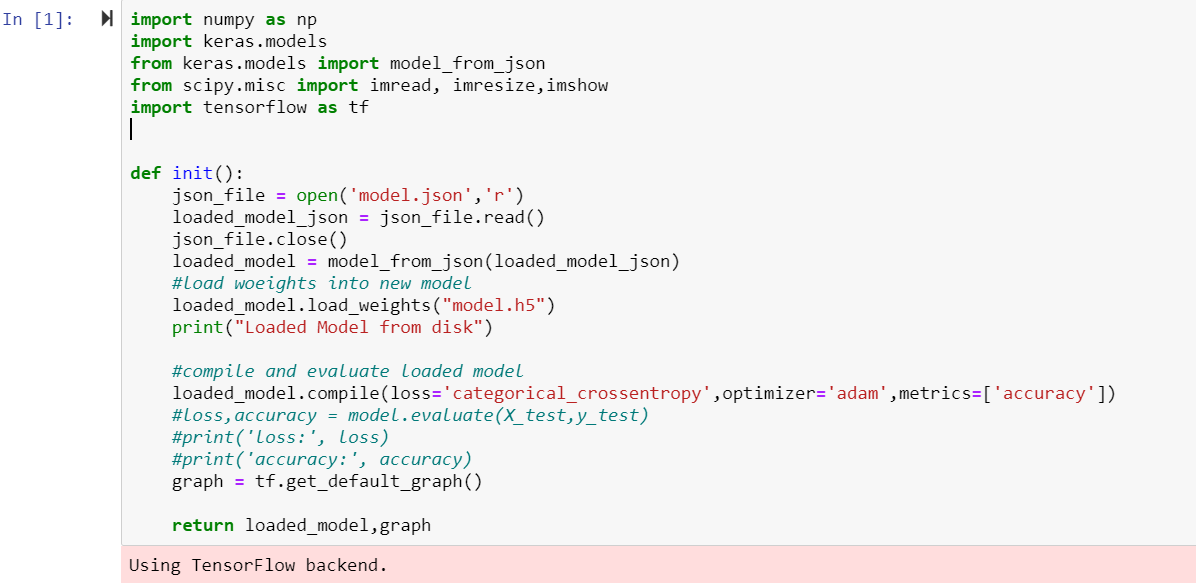 In [1]:
import numpy as np
import keras.models
from keras.models import model_from_json
from scipy.misc import imread, imresize,imshow
import tensorflow as tf
def init():
    json_file = open('model.json','r')
    loaded_model_json = json_file.read()
    json_file.close()
    loaded_model = model_from_json(loaded_model_json)
    #load woeights into new model
    loaded_model.load_weights("model.h5")
    print("Loaded Model from disk")
    #compile and evaluate loaded model
    loaded_model.compile(loss='categorical_crossentropy',optimizer='adam',metrics=['accuracy'])
    #loss,accuracy = model.evaluate(X_test,y_test)
    #print('loss:', loss)
    #print('accuracy:', accuracy)
    graph = tf.get_default_graph()
    return loaded_model,graph
Using TensorFlow backend.